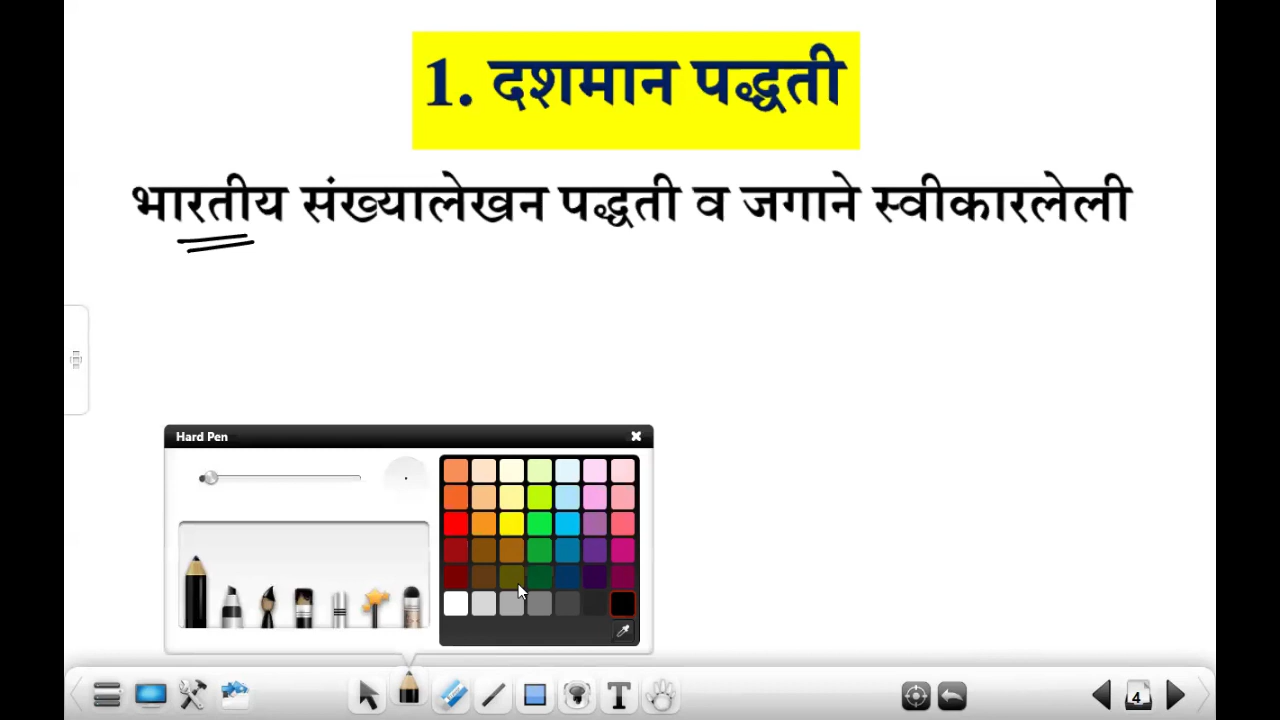 1. दशमान पद्धती
भारतीय संख्यालेखन पद्धती व जगाने स्वीकारलेली
Hard Pen
4